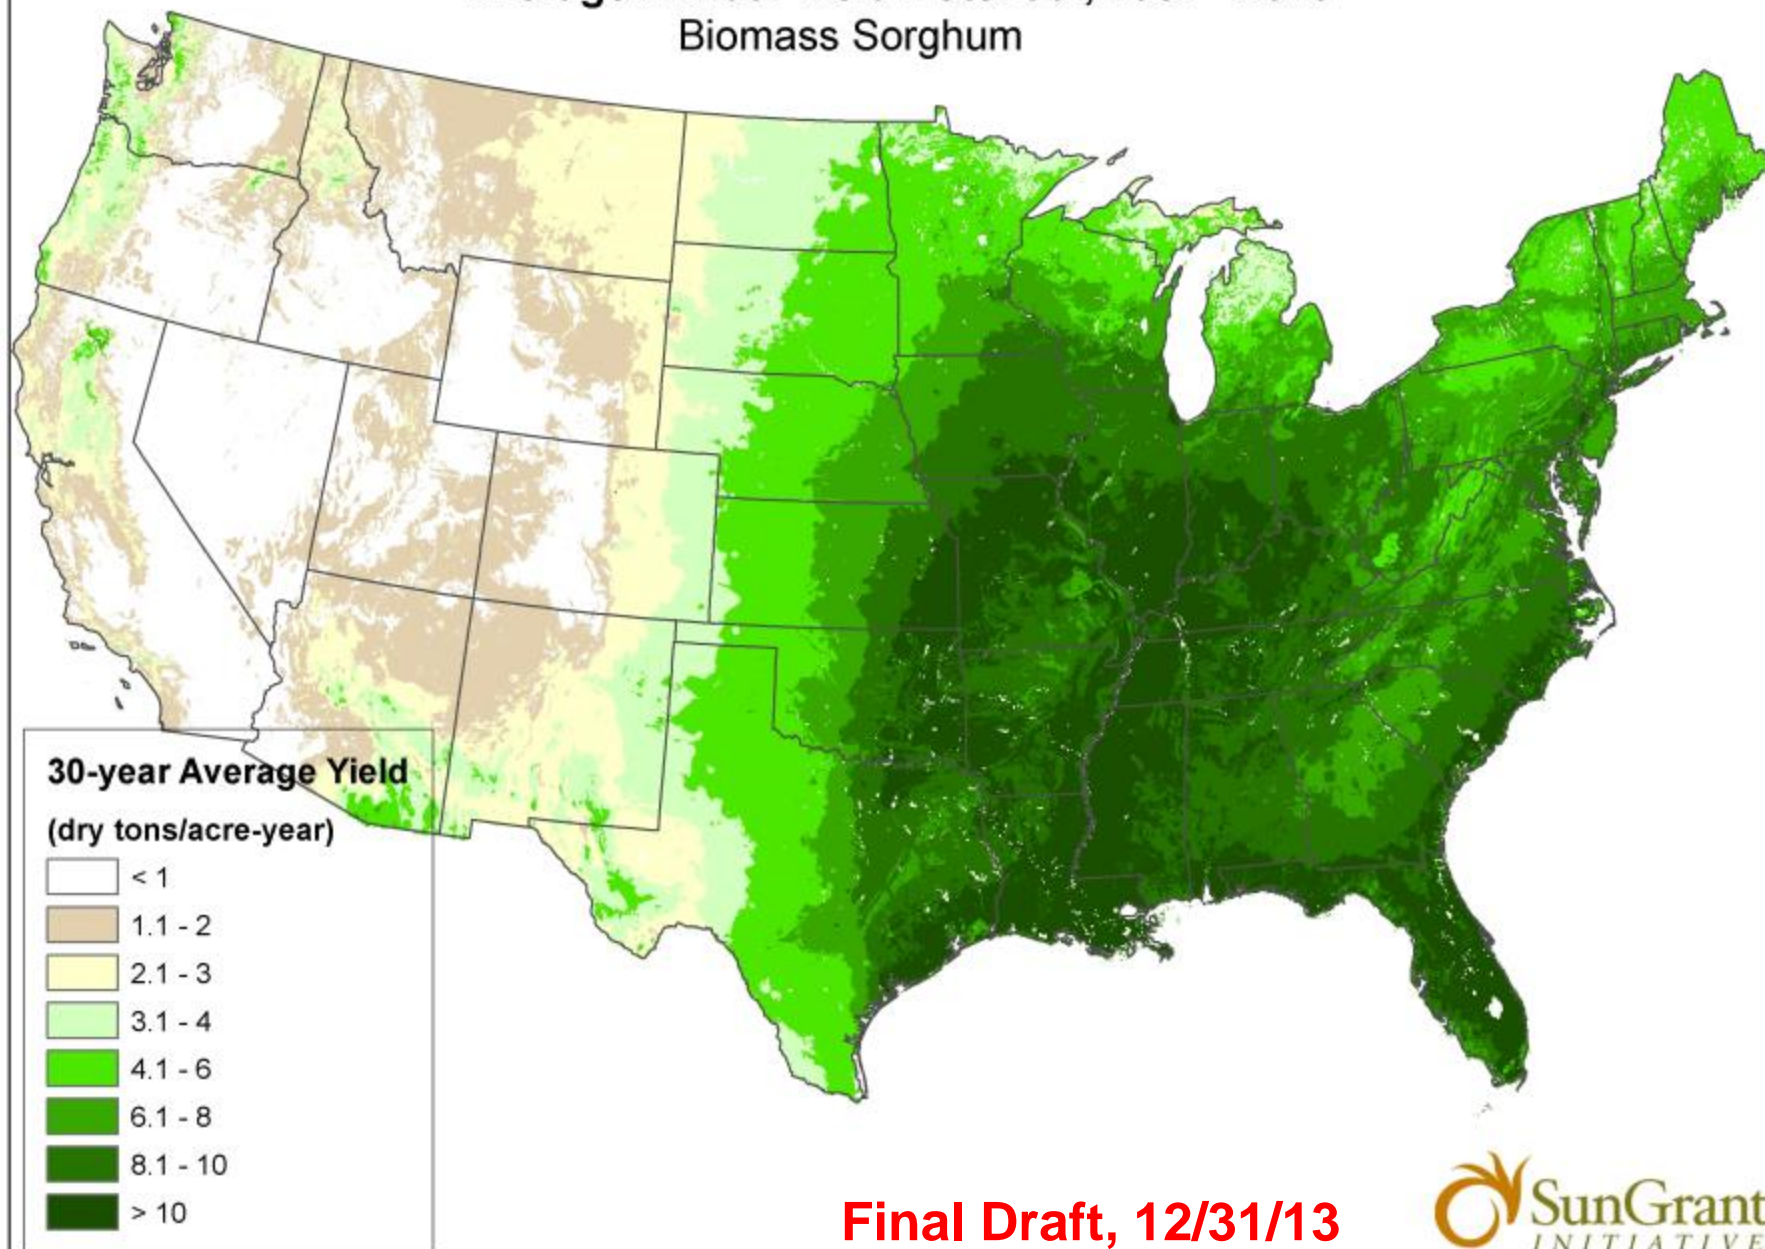 Biomass Sorghum
30-year Average Yield
(dry tons/acre-year)
< 1
1.1 - 2
2.1 - 3
3.1 - 4
4.1 - 6
6.1 - 8
8.1 - 10
> 10
Final Draft, 12/31/13
SunGrant
INITIATIVE